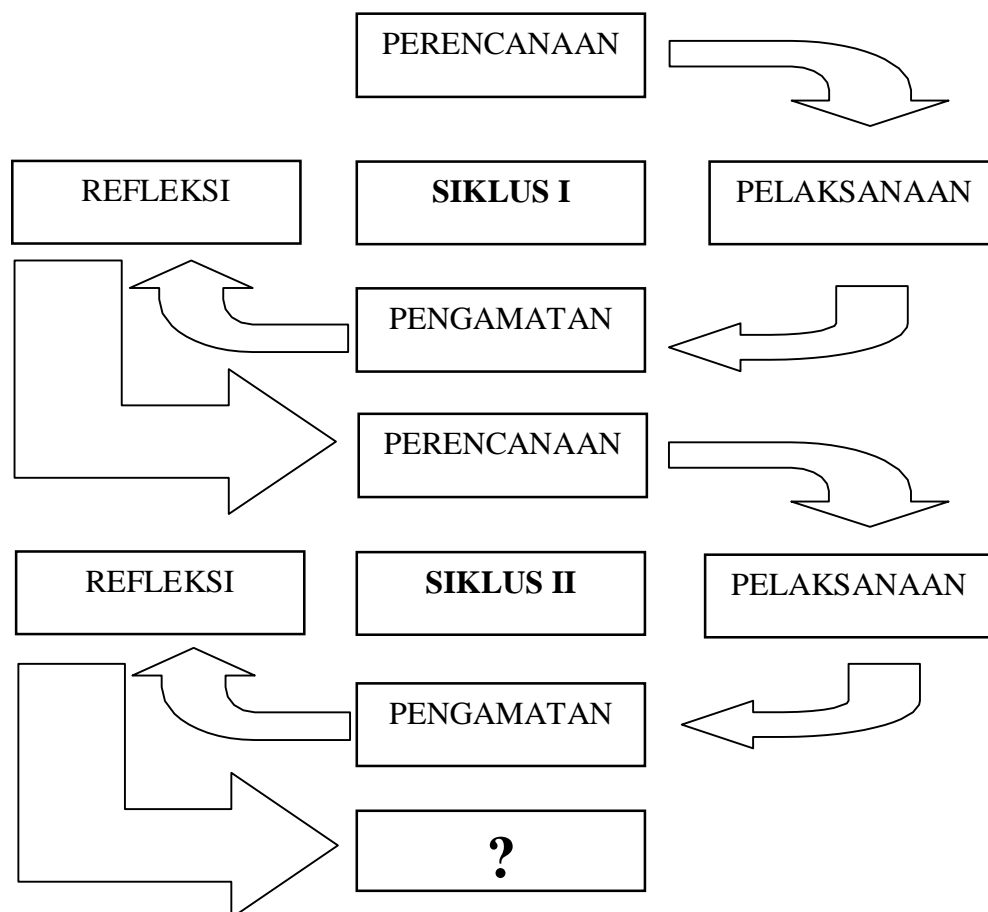 PERENCANAAN
REFLEKSI
SIKLUS I
PELAKSANAAN
PENGAMATAN
PERENCANAAN
REFLEKSI
SIKLUS II
PELAKSANAAN
PENGAMATAN
?